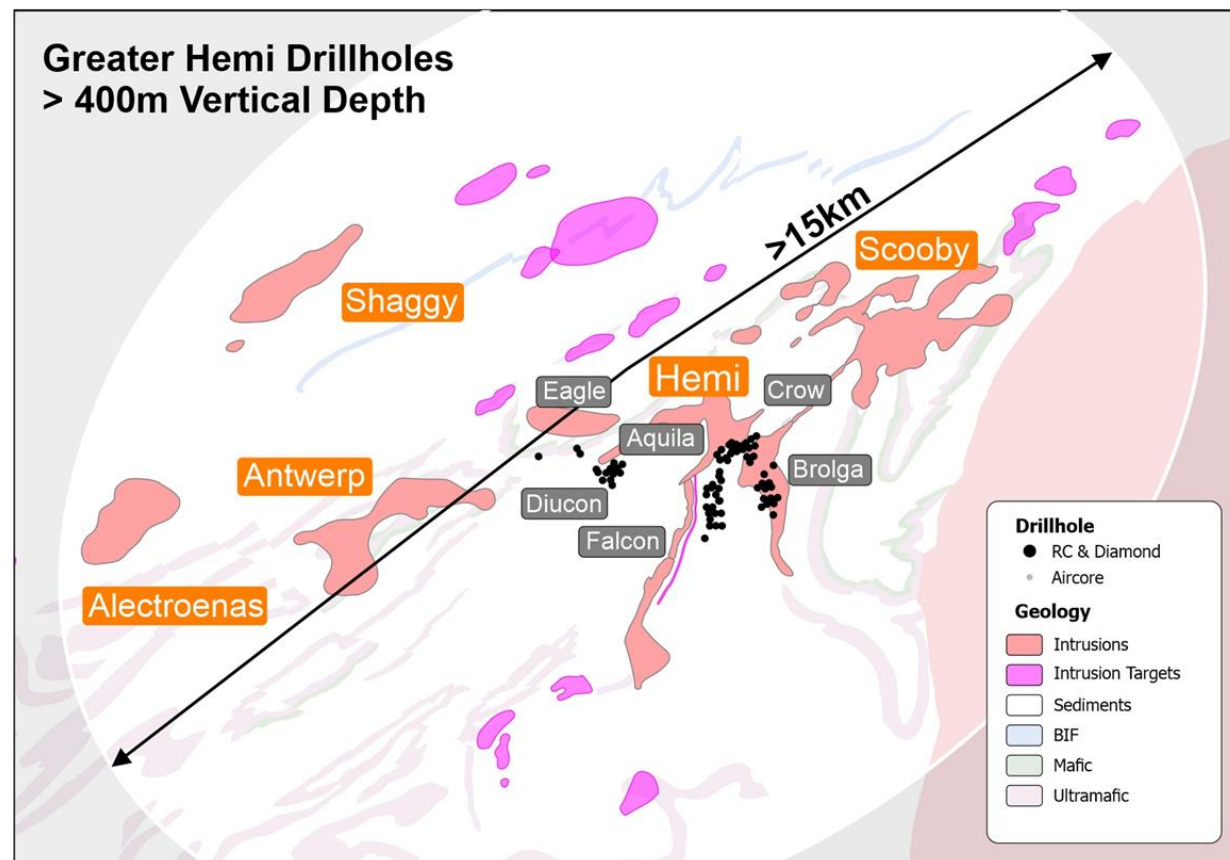 Greater Hemi Drillholes
> 400m Vertical Depth
>15km
Scooby
Shaggy
Hemi
Eagle
Crow
Aquila
Antwerp
Brolga
Diucon
Falcon
Alectroenas
Drillhole
RC & Diamond
Aircore
Geology
Intrusions
Intrusion Targets
Sediments
BIF
Mafic
Ultramafic